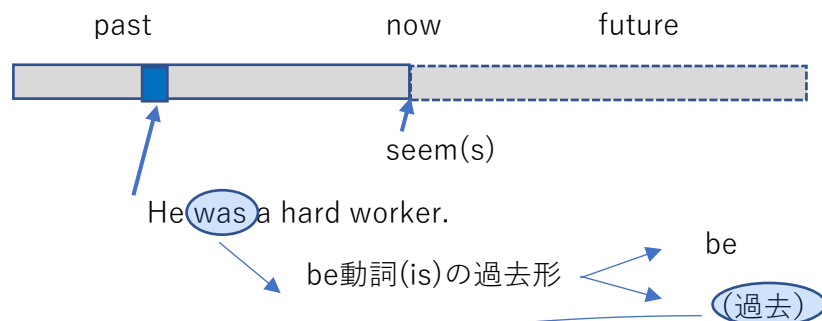 past now future
seem(s)
He was a hard worker.
be
be動詞(is)の過去形
(過去)